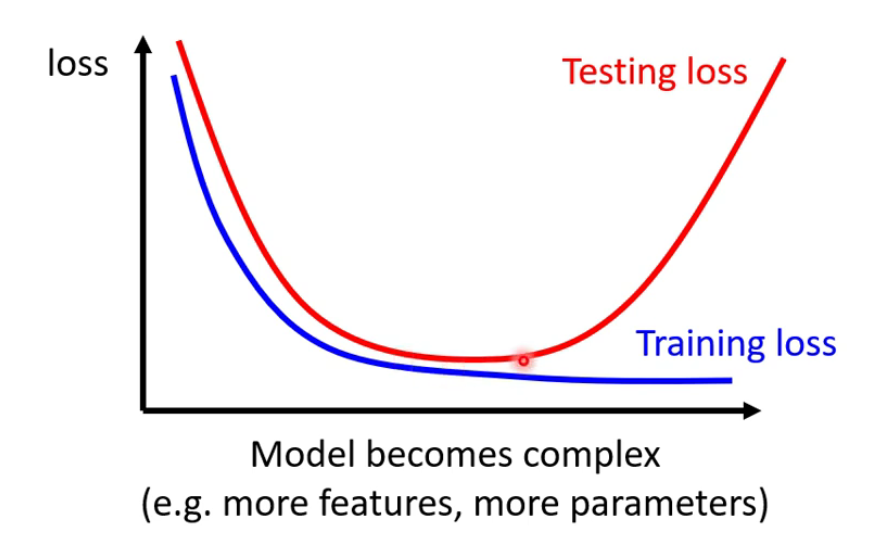 loss
Testing loss
Training loss
Model becomes complex
(e.g. more features, more parameters)